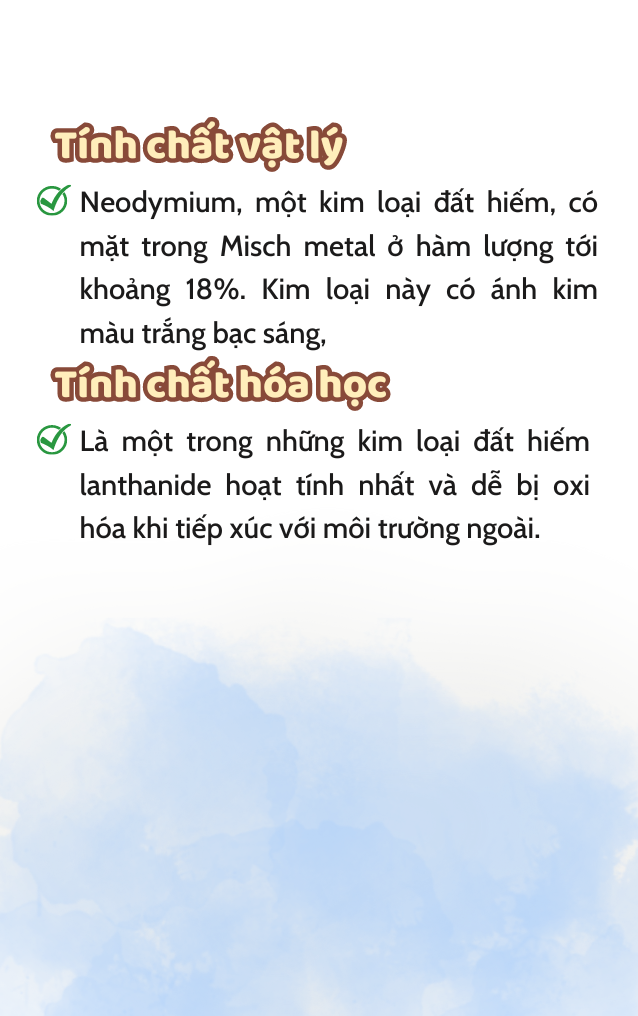 Tính chất vật lý
Neodymium, một kim loại đất hiếm, có
mặt trong Misch metal ở hàm lượng tới
khoảng 18%. Kim loại này có ánh kim
màu trắng bạc sáng,
Tính chất hóa học
Là một trong những kim loại đất hiếm
lanthanide hoạt tính nhất và dễ bị oxi
hóa khi tiếp xúc với môi trường ngoài.